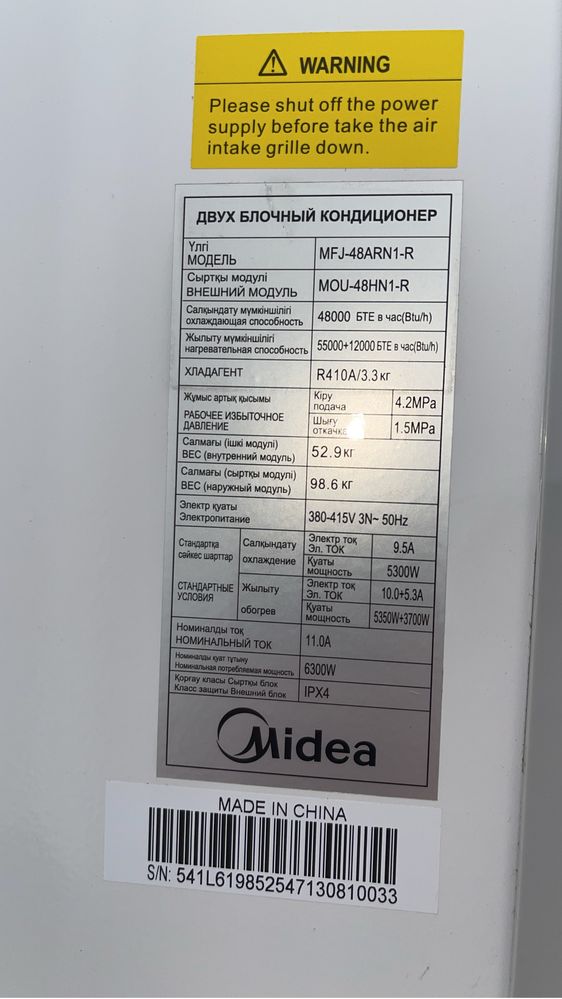 WARNING
Please shut off the power
supply before take the air
intake grille down.
ДВУХ БЛОЧНЫЙ КОНДИЦИОНЕР
Үлгі
МОДЕЛЬ
MFJ-48ARN1-R
Сыртқы модулі
ВНЕШНИЙ МОДУЛЬ
MOU-48HN1-R
Салқындату мүмкіншілігі
охлаждающая способность
48000 БТЕ в час(Btu/h)
Жылыту мүмкіншілігі
нагревательная способность
55000+12000 БТЕ в час(Btu/h)
ХЛАДАГЕНТ
R410A/3.3 кг
Жұмыс артық қысымы
РАБОЧЕЕ ИЗБЫТОЧНОЕ
ДАВЛЕНИЕ
Кіру
подача
4.2MPa
Шығу
откачка
1.5MPa
Салмағы (ішкі модулі)
ВЕС (внутренний модуль)
52.9 кг
Салмағы (сыртқы модулі)
ВЕС (наружный модуль)
98.6 кг
Электр қуаты
Электропитание
380-415V 3N~ 50Hz
Стандартқа
сәйкес шарттар
СТАНДАРТНЫЕ
УСЛОВИЯ
Салқындату
охлаждение
Электр тоқ
Эл. ТОК
9.5A
Қуаты
мощность
5300W
Жылыту
обогрев
Электр тоқ
Эл. ТОК
10.0+5.3A
Қуаты
мощность
5350W+3700W
Номиналды тоқ
НОМИНАЛЬНЫЙ ТОК
11.0A
Номиналды қуат тұтыну
Номинальная потребляемая мощность
6300W
Қорғау класы Сыртқы блок
Класс защиты Внешний блок
IPX4
Midea
MADE IN CHINA
S/N: 541L619852547130810033